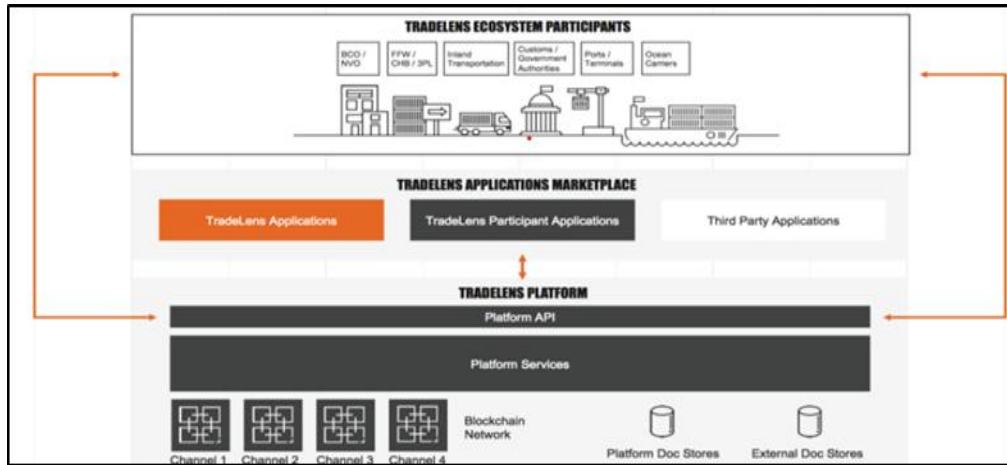 TRADELENS ECOSYSTEM PARTICIPANTS
BCO /
NVO
FFW /
CHB / 3PL
Inland
Transportation
Customs /
Government
Authorities
Ports /
Terminals
Ocean
Carriers
TRADELENS APPLICATIONS MARKETPLACE
TradeLens Applications
TradeLens Participant Applications
Third Party Applications
TRADELENS PLATFORM
Platform API
Platform Services
Blockchain
Network
Channel 1
Channel 2
Channel 3
Channel 4
Platform Doc Stores
External Doc Stores